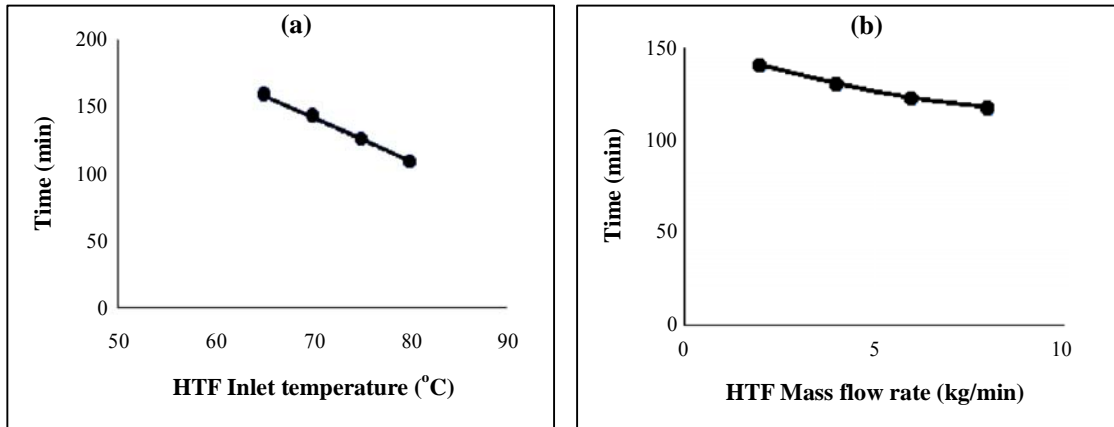 (a)
200
150
100
50
0
50 60 70 80 90
Time (min)
HTF Inlet temperature (°C)
(b)
150
100
50
0
0 5 10
Time (min)
HTF Mass flow rate (kg/min)